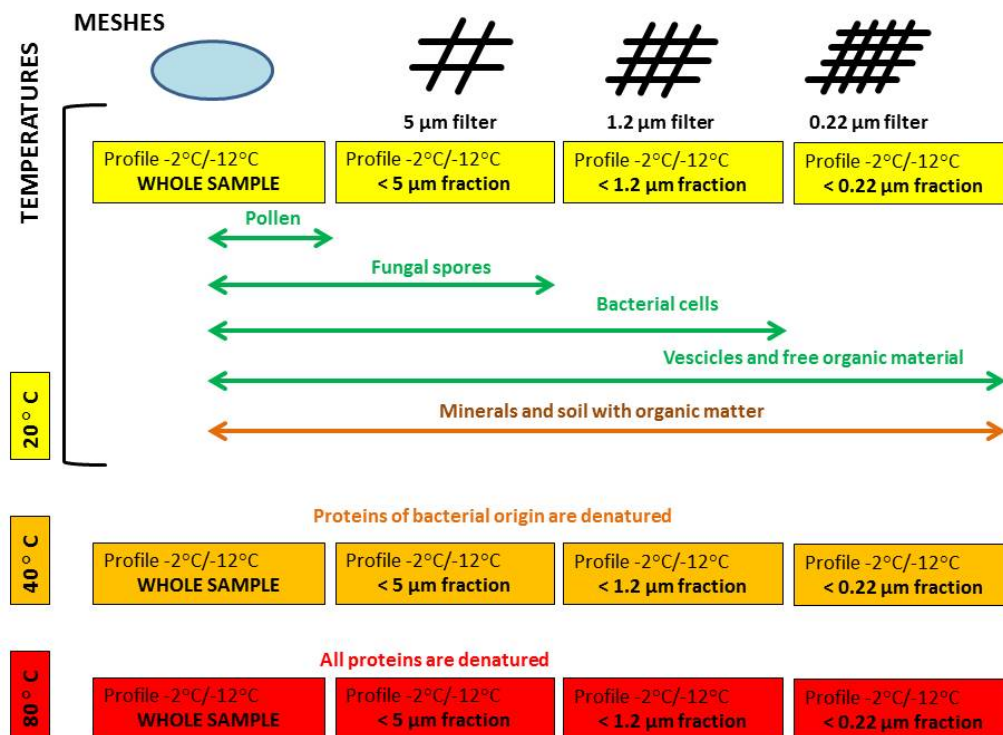 MESHES
TEMPERATURES
5 µm filter
1.2 µm filter
0.22 µm filter
Profile -2°C/-12°C
WHOLE SAMPLE
Profile -2°C/-12°C
< 5 µm fraction
Profile -2°C/-12°C
< 1.2 µm fraction
Profile -2°C/-12°C
< 0.22 µm fraction
Pollen
Fungal spores
Bacterial cells
Vescicles and free organic material
Minerals and soil with organic matter
20° C
Proteins of bacterial origin are denatured
40° C
Profile -2°C/-12°C
WHOLE SAMPLE
Profile -2°C/-12°C
< 5 µm fraction
Profile -2°C/-12°C
< 1.2 µm fraction
Profile -2°C/-12°C
< 0.22 µm fraction
All proteins are denatured
80° C
Profile -2°C/-12°C
WHOLE SAMPLE
Profile -2°C/-12°C
< 5 µm fraction
Profile -2°C/-12°C
< 1.2 µm fraction
Profile -2°C/-12°C
< 0.22 µm fraction